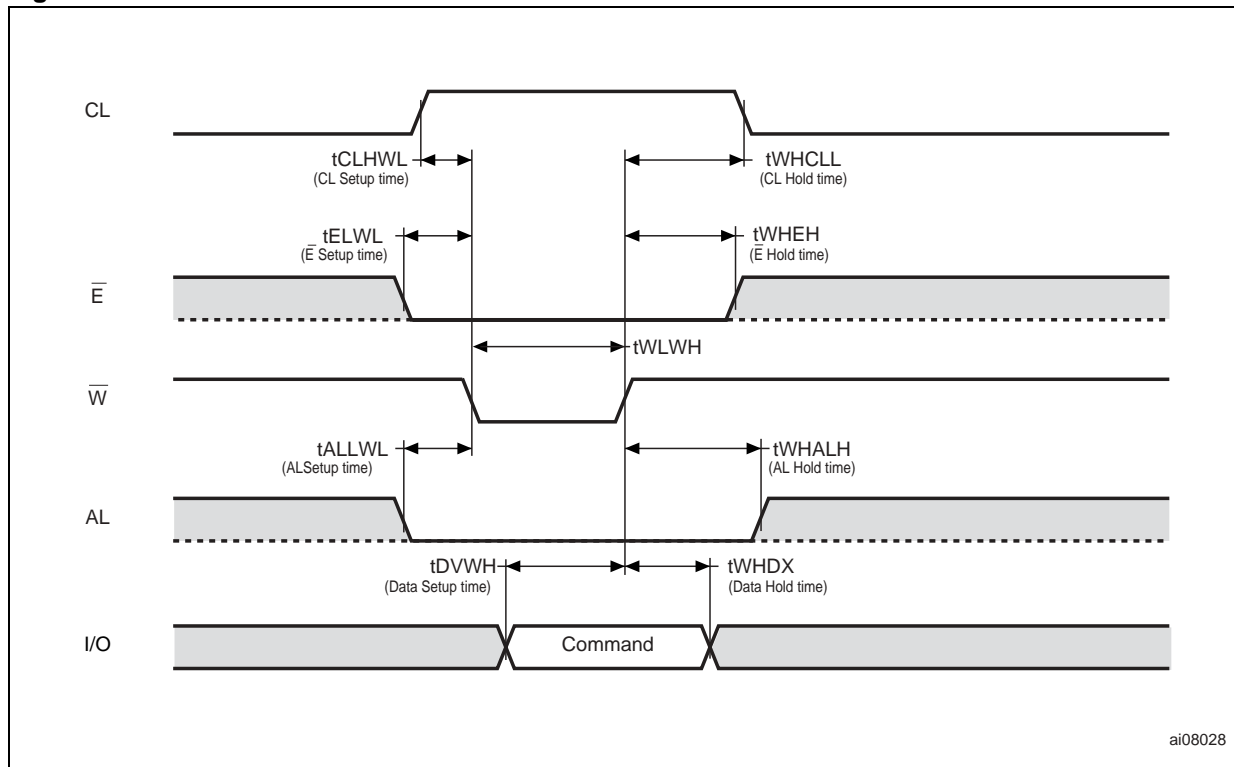 CL
tCLHWL
(CL Setup time)
tWHCLL
(CL Hold time)
tELWL
(E̅ Setup time)
tWHEH
(E̅ Hold time)
E̅
tWLWH
W̅
tALLWL
(ALSetup time)
tWHALH
(AL Hold time)
AL
tDVWH
(Data Setup time)
tWHDX
(Data Hold time)
I/O
Command
ai08028